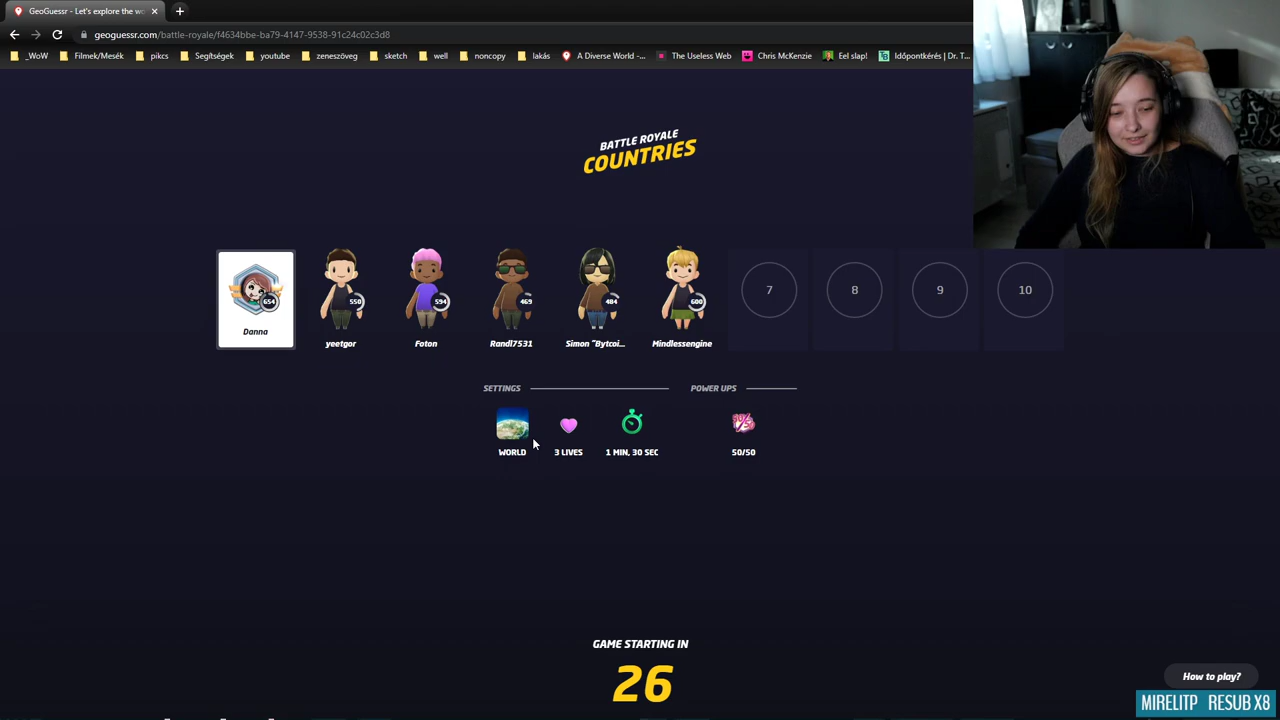 GeoGuessr - Let's explore the wo
geoguessr.com/battle-royale/f4634bbe-ba79-4147-9538-91c24c02c3d8
_WoW Filmek/Mesék pikcs Segítségek youtube zeneszöveg sketch well noncopy lakás A Diverse World -... The Useless Web Chris McKenzie Eel slap! Időpontkérés | Dr. T...
BATTLE ROYALE
COUNTRIES
654 550 594 469 484 600 7 8 9 10
Danna yeetgor Foton Randl7531 Simon "Bytcoi... Mindlessengine
SETTINGS POWER UPS
50/50
WORLD 3 LIVES 1 MIN, 30 SEC 50/50
GAME STARTING IN
26
How to play?
MIRELITP RESUB X8